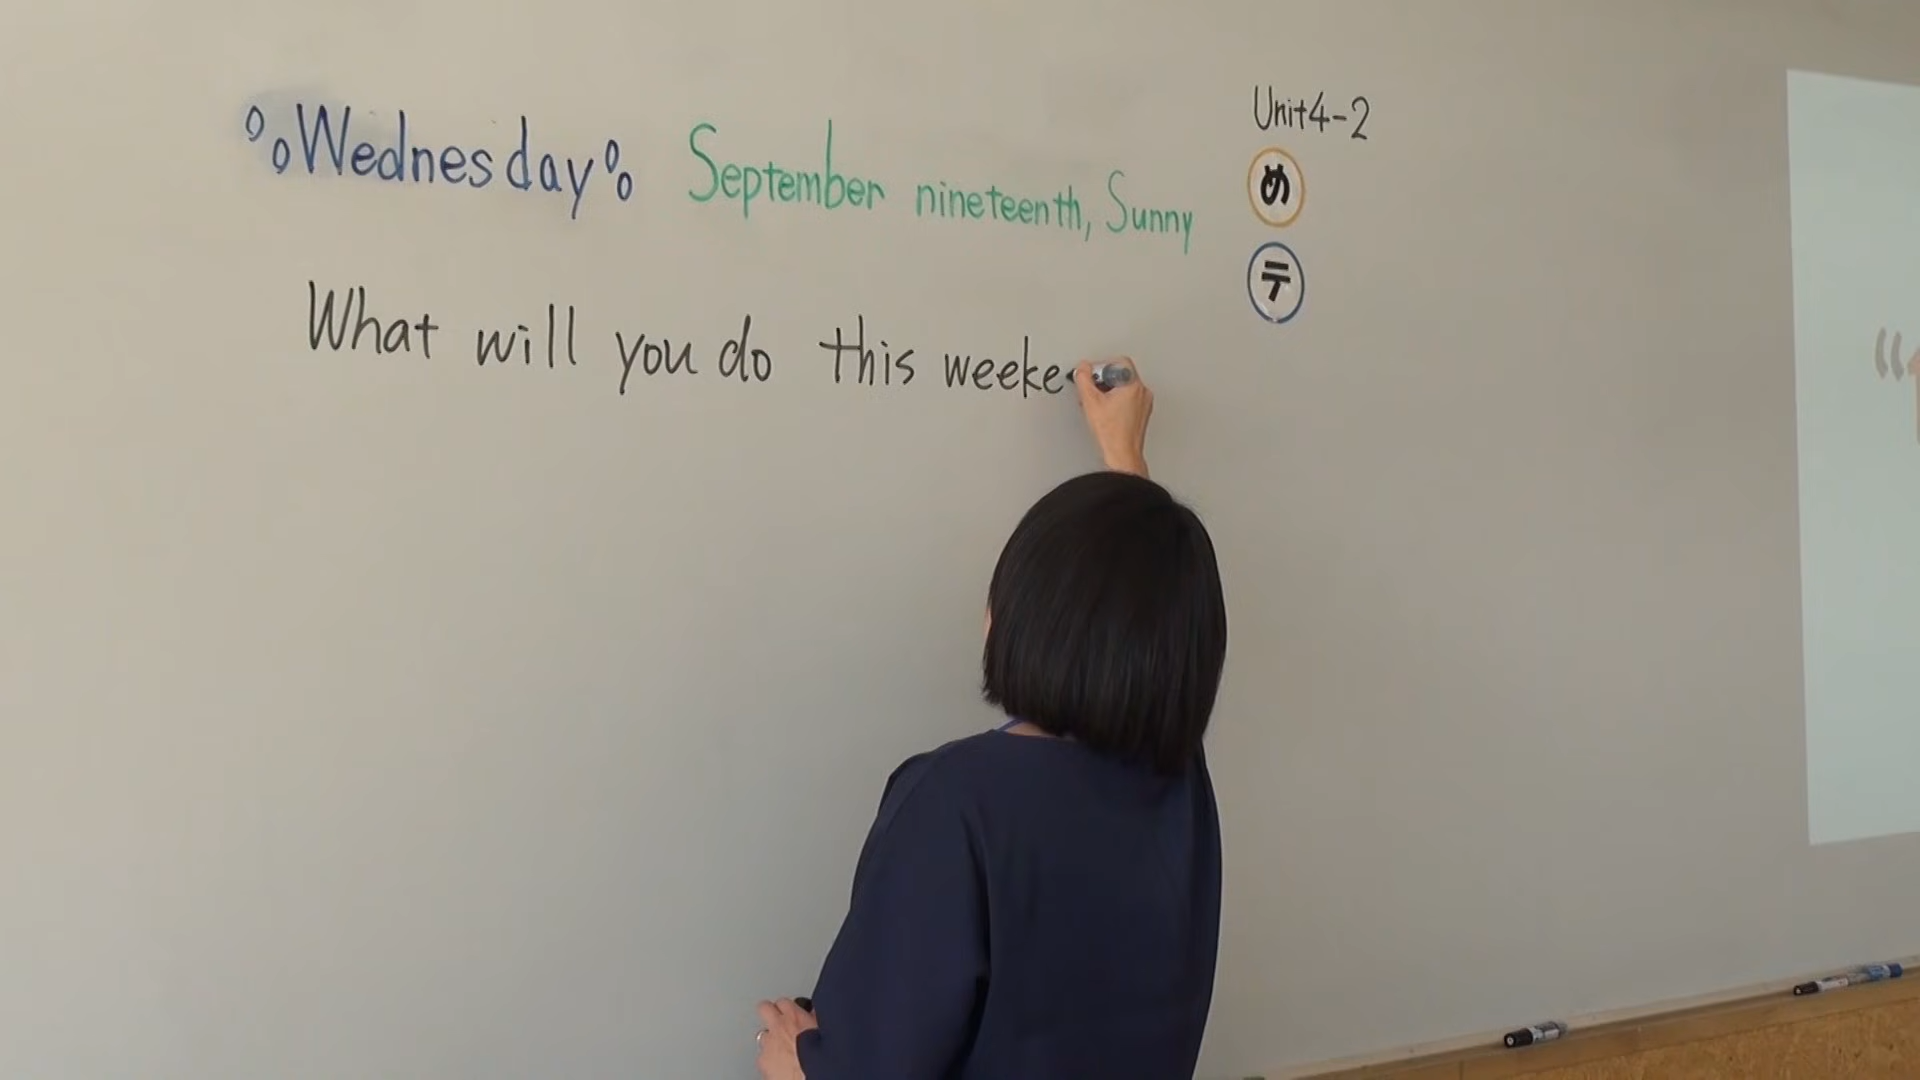 Wednesday September nineteenth, Sunny
What will you do this weeke
Unit4-2
め
テ
“